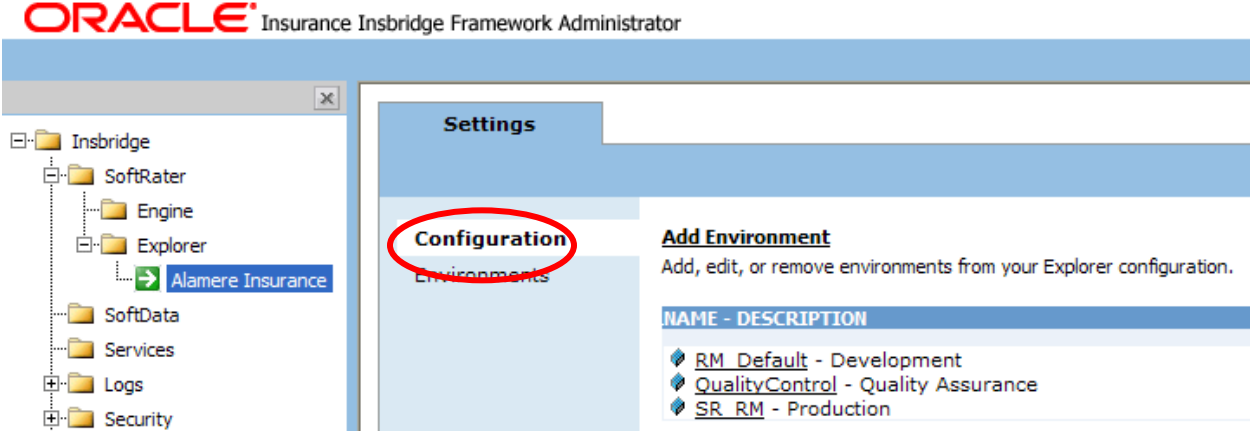 ORACLE Insurance Insbridge Framework Administrator
Insbridge
SoftRater
Engine
Explorer
Alamere Insurance
SoftData
Services
Logs
Security
Settings
Configuration
Environments
Add Environment
Add, edit, or remove environments from your Explorer configuration.
NAME - DESCRIPTION
RM_Default - Development
QualityControl - Quality Assurance
SR_RM - Production